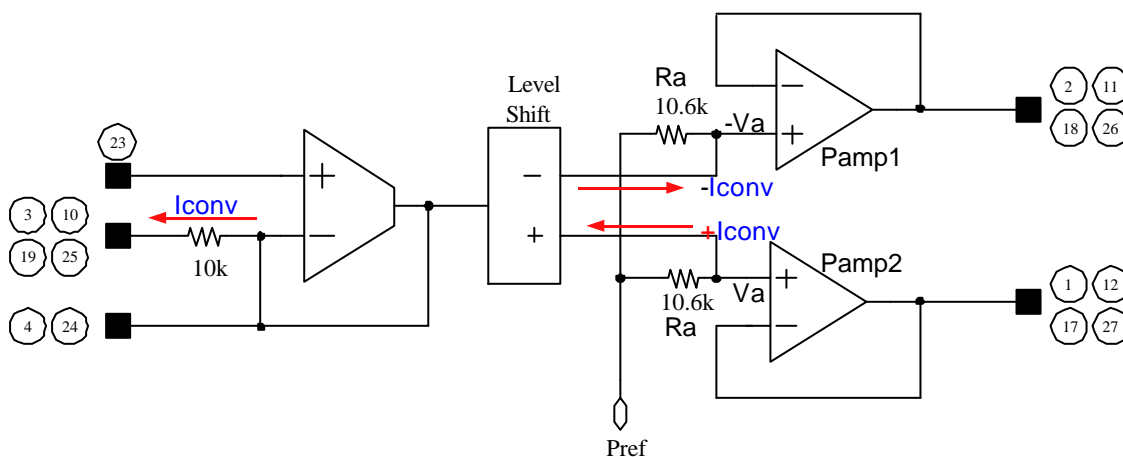 Level
Shift
Ra
10.6k
-Va
+
−
Pamp1
2 11
18 26
23
+
−
Iconv
3 10
19 25
10k
4 24
−
+
-Iconv
+Iconv
10.6k
Ra
Va
+
−
Pamp2
1 12
17 27
Pref